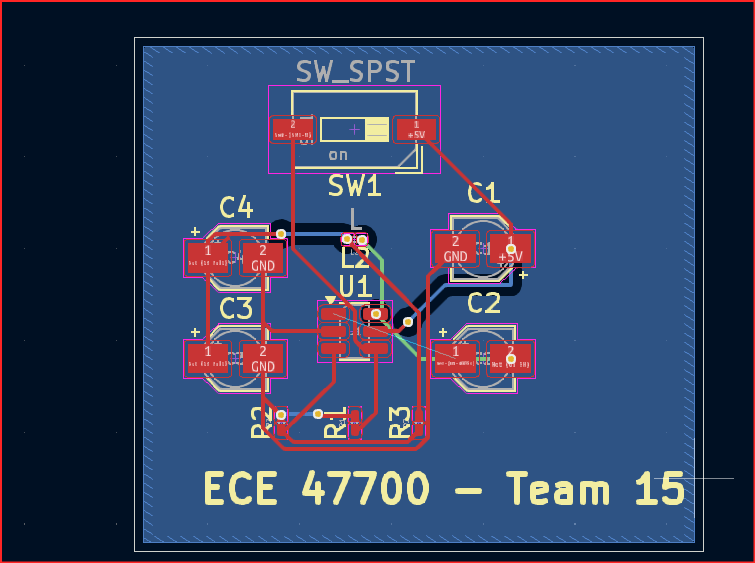 SW_SPST
2
1
+5V
on
SW1
C4
C1
1
2
GND
2
GND
1
+5V
L2
U1
C3
C2
1
2
GND
1
2
R2
R1
R3
ECE 47700 - Team 15